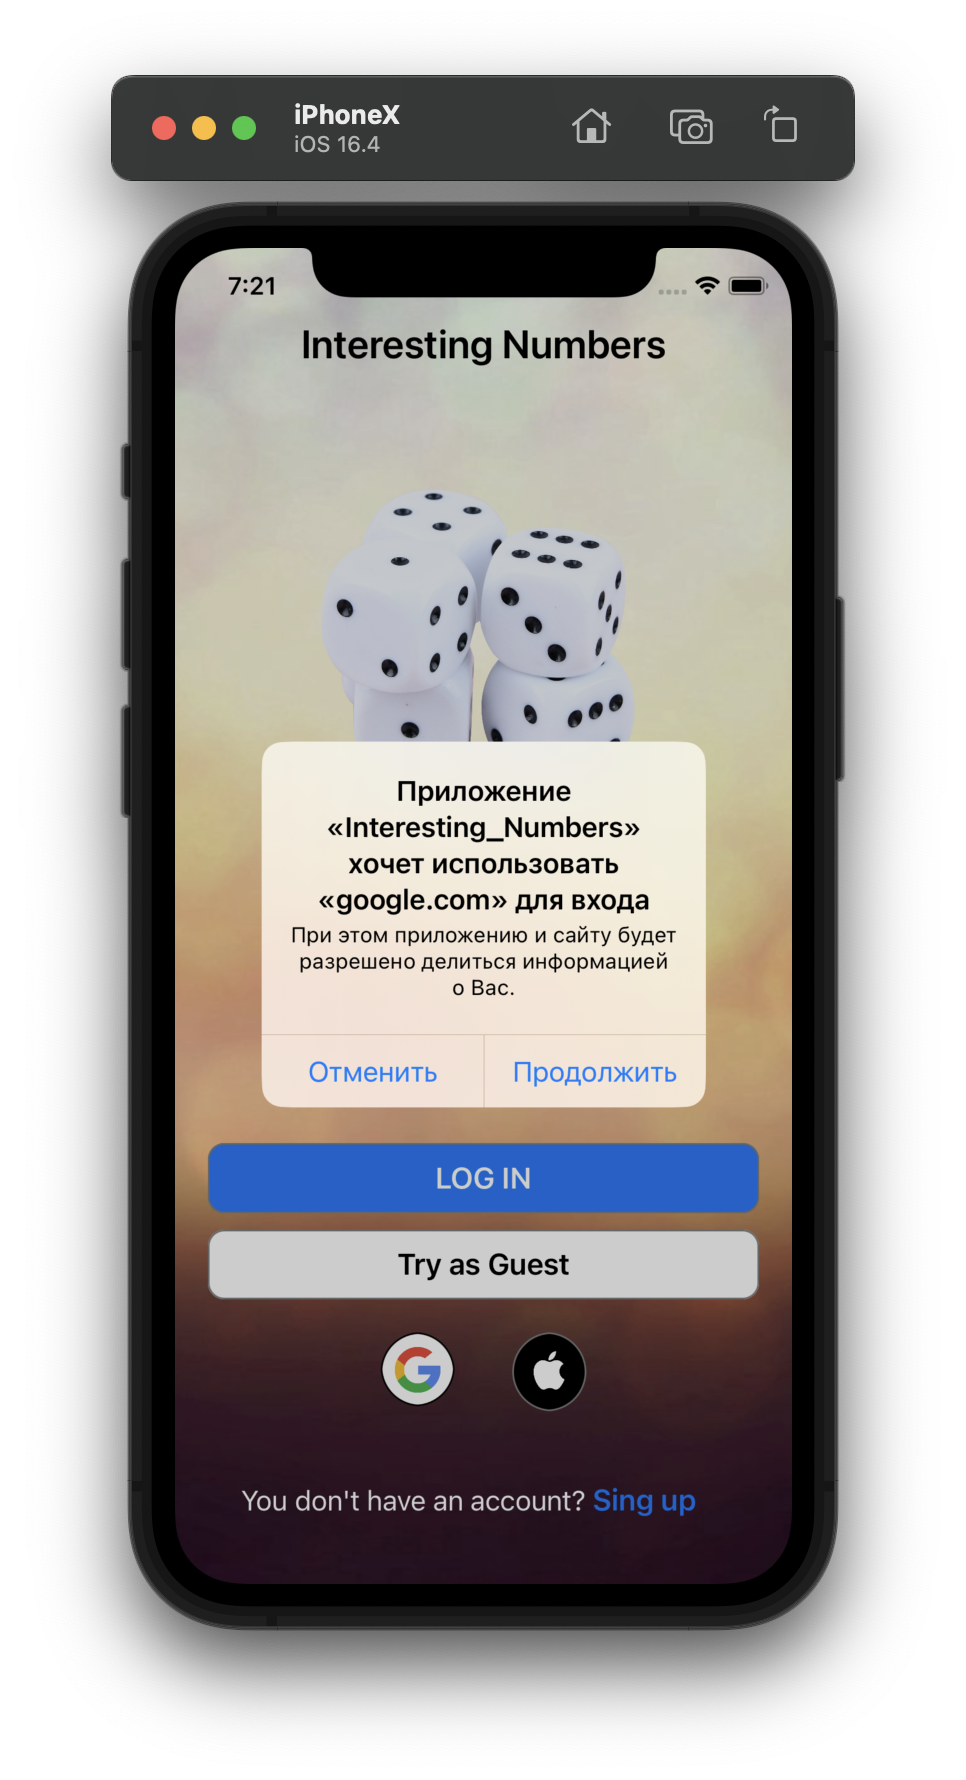 iPhoneX
iOS 16.4
7:21
Interesting Numbers
Приложение
«Interesting_Numbers»
хочет использовать
«google.com» для входа
При этом приложению и сайту будет
разрешено делиться информацией
о Вас.
Отменить Продолжить
LOG IN
Try as Guest
You don't have an account? Sing up